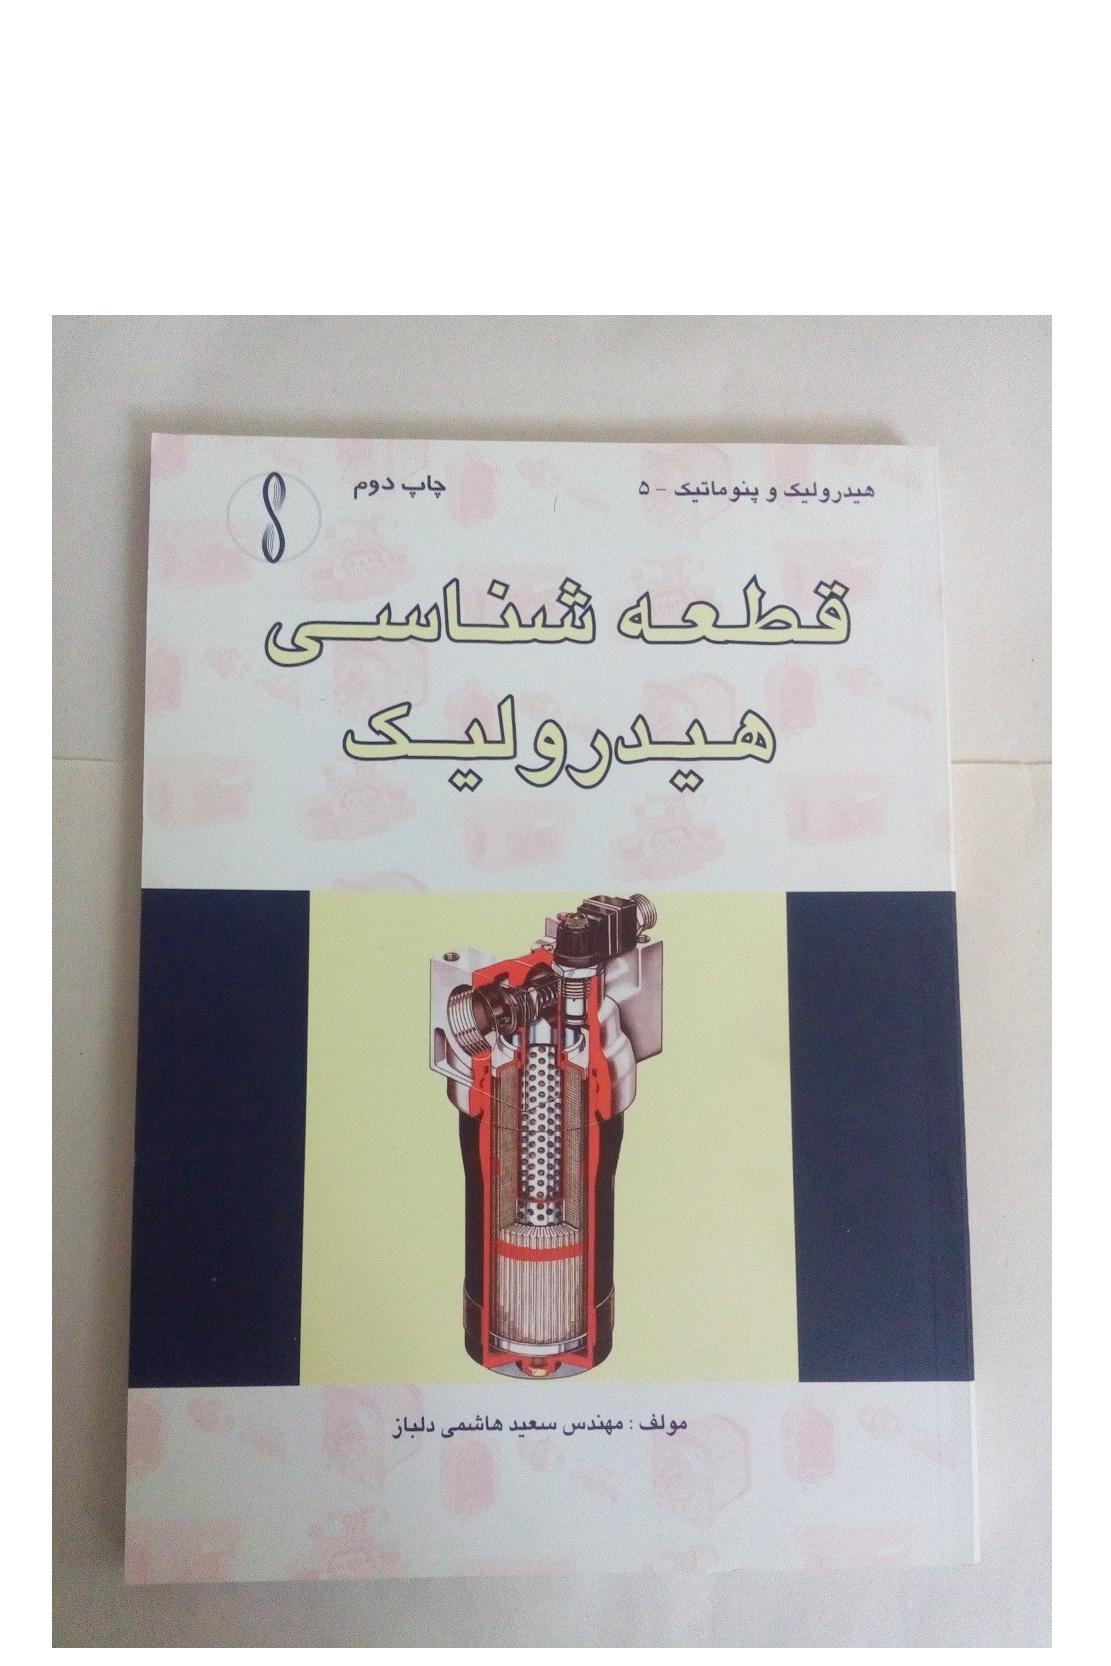 هیدرولیک و پنوماتیک - ۵
چاپ دوم
قطعه شناسی
هیدرولیک
مولف : مهندس سعید هاشمی دلباز